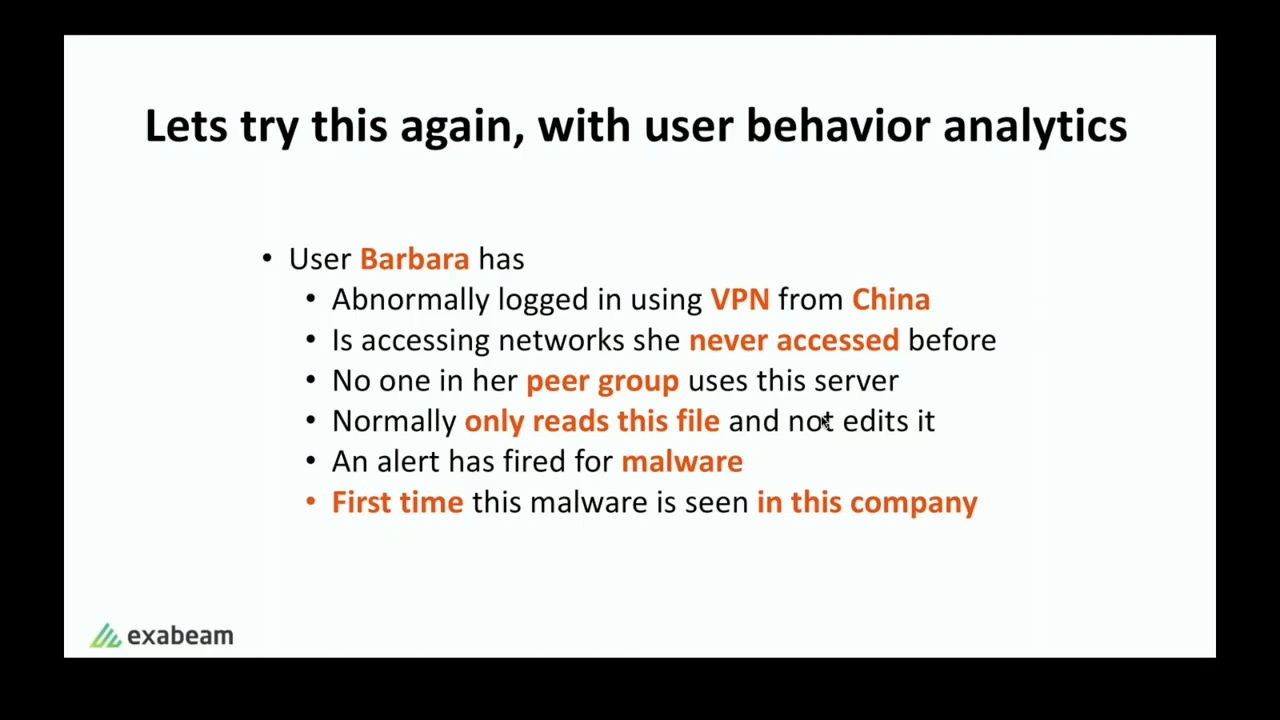 Lets try this again, with user behavior analytics
• User Barbara has
• Abnormally logged in using VPN from China
• Is accessing networks she never accessed before
• No one in her peer group uses this server
• Normally only reads this file and not edits it
• An alert has fired for malware
• First time this malware is seen in this company
exabeam